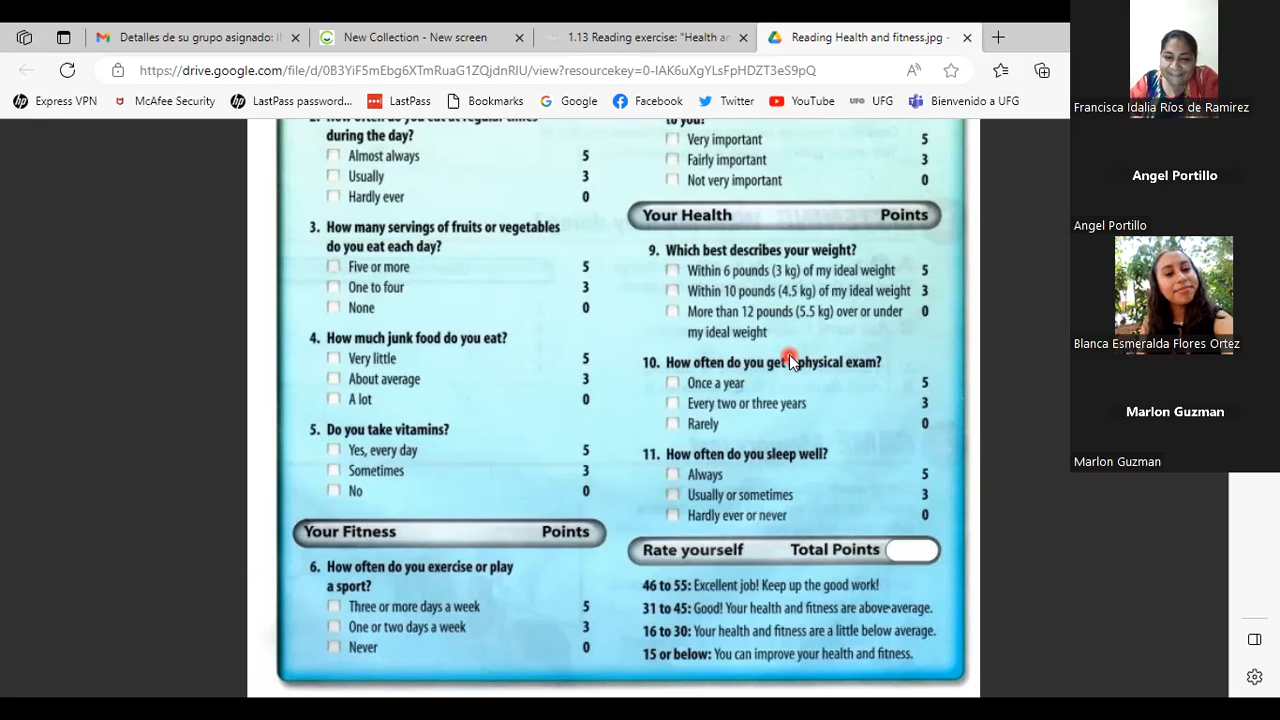 Detalles de su grupo asignado: Il
New Collection - New screen
1.13 Reading exercise: "Health an
Reading Health and fitness.jpg -
https://drive.google.com/file/d/0B3YiF5mEbg6XTmRuaG1ZQjdnRlU/view?resourcekey=0-lAK6uXgYLsFpHDZT3eS9pQ
Express VPN
McAfee Security
LastPass password...
LastPass
Bookmarks
Google
Facebook
Twitter
YouTube
UFG
Bienvenido a UFG
2. How often do you eat at regular times
during the day?
Almost always 5
Usually 3
Hardly ever 0
3. How many servings of fruits or vegetables
do you eat each day?
Five or more 5
One to four 3
None 0
4. How much junk food do you eat?
Very little 5
About average 3
A lot 0
5. Do you take vitamins?
Yes, every day 5
Sometimes 3
No 0
Your Fitness Points
6. How often do you exercise or play
a sport?
Three or more days a week 5
One or two days a week 3
Never 0
to you?
Very important 5
Fairly important 3
Not very important 0
Your Health Points
9. Which best describes your weight?
Within 6 pounds (3 kg) of my ideal weight 5
Within 10 pounds (4.5 kg) of my ideal weight 3
More than 12 pounds (5.5 kg) over or under 0
my ideal weight
10. How often do you get physical exam?
Once a year 5
Every two or three years 3
Rarely 0
11. How often do you sleep well?
Always 5
Usually or sometimes 3
Hardly ever or never 0
Rate yourself Total Points
46 to 55: Excellent job! Keep up the good work!
31 to 45: Good! Your health and fitness are above average.
16 to 30: Your health and fitness are a little below average.
15 or below: You can improve your health and fitness.
Francisca Idalia Ríos de Ramirez
Angel Portillo
Angel Portillo
Blanca Esmeralda Flores Ortez
Marlon Guzman
Marlon Guzman